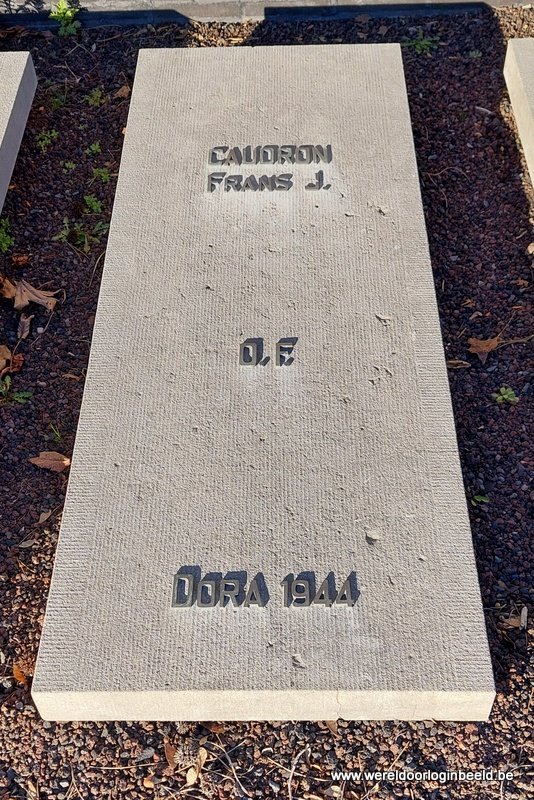 CAUDRON
FRANS J.
O.F.
DORA 1944
www.wereldoorloginbeeld.be